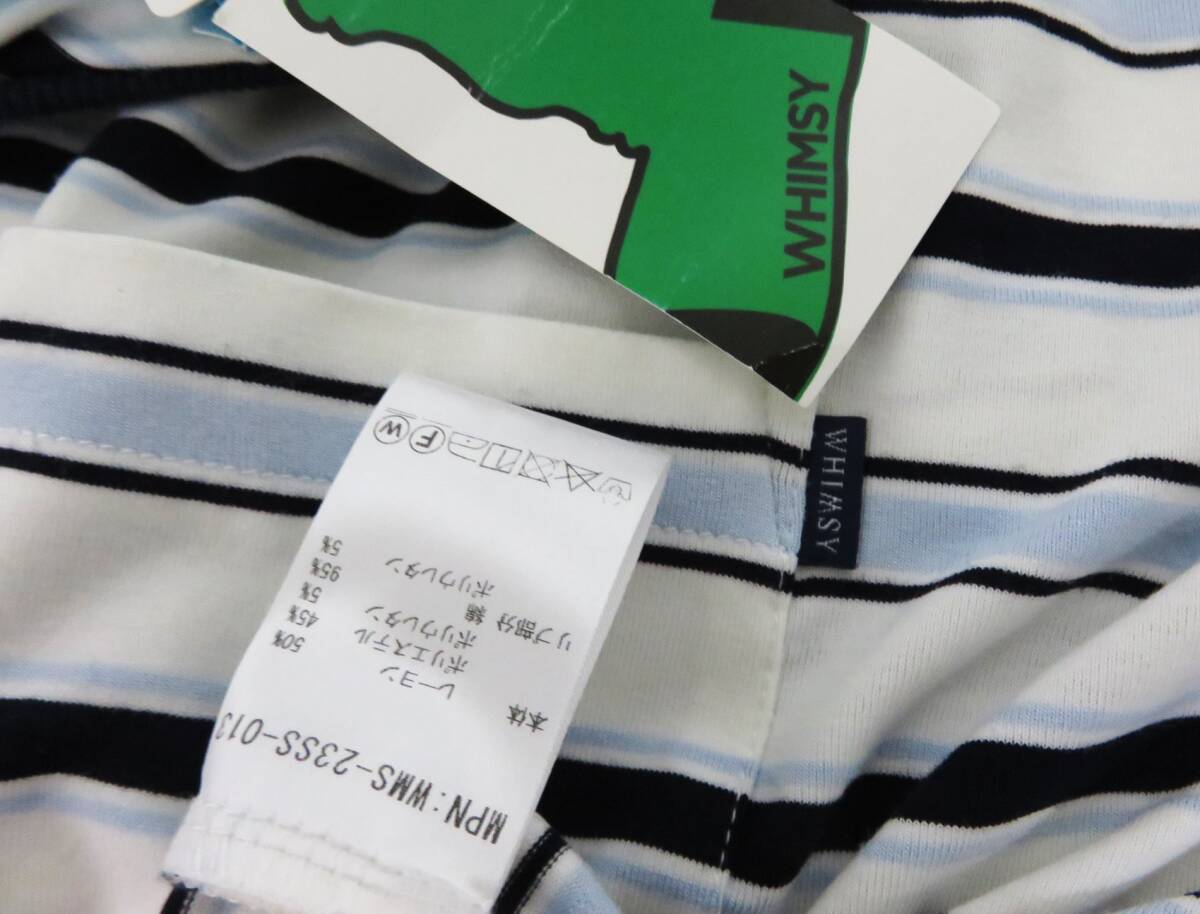 WHIMSY
WHIMSY
MPN:WMS-23SS-013
本体
レーヨン 50%
ポリエステル 45%
ポリウレタン 5%
リブ部分 綿 95%
ポリウレタン 5%
F W